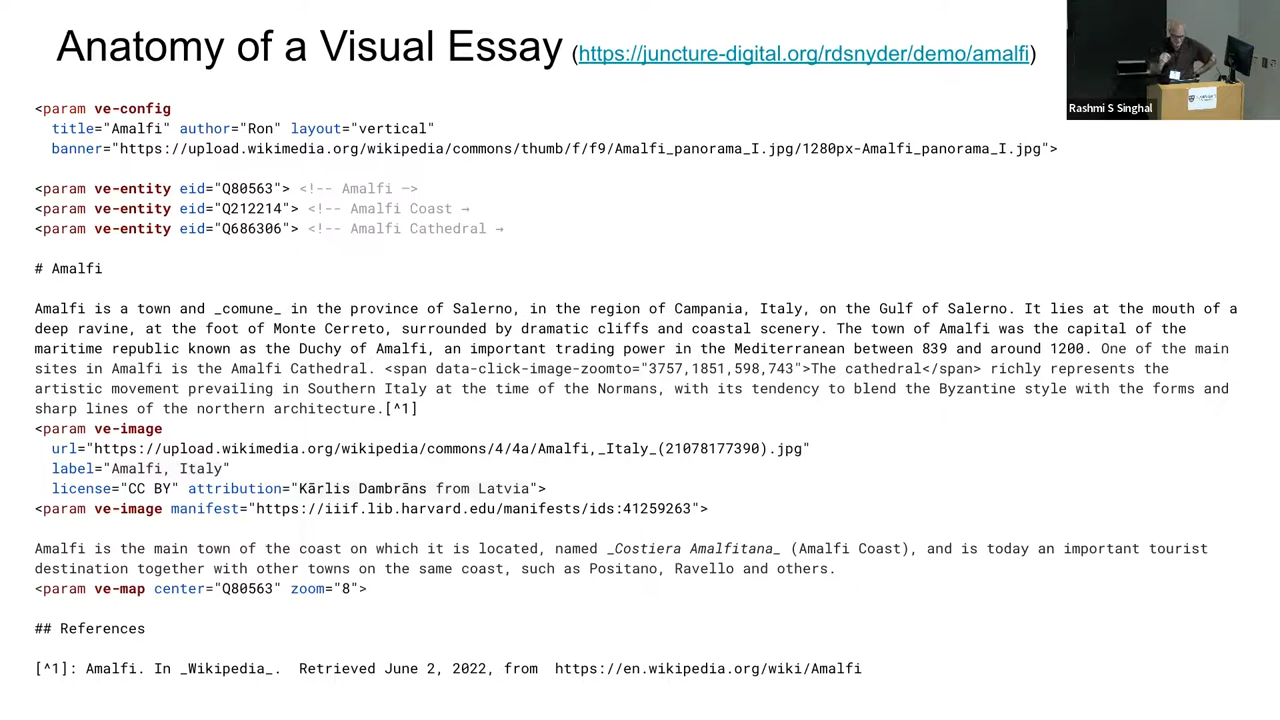 Anatomy of a Visual Essay (https://juncture-digital.org/rdsnyder/demo/amalfi)
Rashmi S Singhal
<param ve-config
title="Amalfi" author="Ron" layout="vertical"
banner="https://upload.wikimedia.org/wikipedia/commons/thumb/f/f9/Amalfi_panorama_I.jpg/1280px-Amalfi_panorama_I.jpg">
<param ve-entity eid="Q80563"> <!-- Amalfi —>
<param ve-entity eid="Q212214"> <!-- Amalfi Coast →
<param ve-entity eid="Q686306"> <!-- Amalfi Cathedral →
# Amalfi
Amalfi is a town and _comune_ in the province of Salerno, in the region of Campania, Italy, on the Gulf of Salerno. It lies at the mouth of a
deep ravine, at the foot of Monte Cerreto, surrounded by dramatic cliffs and coastal scenery. The town of Amalfi was the capital of the
maritime republic known as the Duchy of Amalfi, an important trading power in the Mediterranean between 839 and around 1200. One of the main
sites in Amalfi is the Amalfi Cathedral. <span data-click-image-zoomto="3757,1851,598,743">The cathedral</span> richly represents the
artistic movement prevailing in Southern Italy at the time of the Normans, with its tendency to blend the Byzantine style with the forms and
sharp lines of the northern architecture.[^1]
<param ve-image
url="https://upload.wikimedia.org/wikipedia/commons/4/4a/Amalfi,_Italy_(21078177390).jpg"
label="Amalfi, Italy"
license="CC BY" attribution="Kārlis Dambrāns from Latvia">
<param ve-image manifest="https://iiif.lib.harvard.edu/manifests/ids:41259263">
Amalfi is the main town of the coast on which it is located, named _Costiera Amalfitana_ (Amalfi Coast), and is today an important tourist
destination together with other towns on the same coast, such as Positano, Ravello and others.
<param ve-map center="Q80563" zoom="8">
## References
[^1]: Amalfi. In _Wikipedia_.  Retrieved June 2, 2022, from  https://en.wikipedia.org/wiki/Amalfi